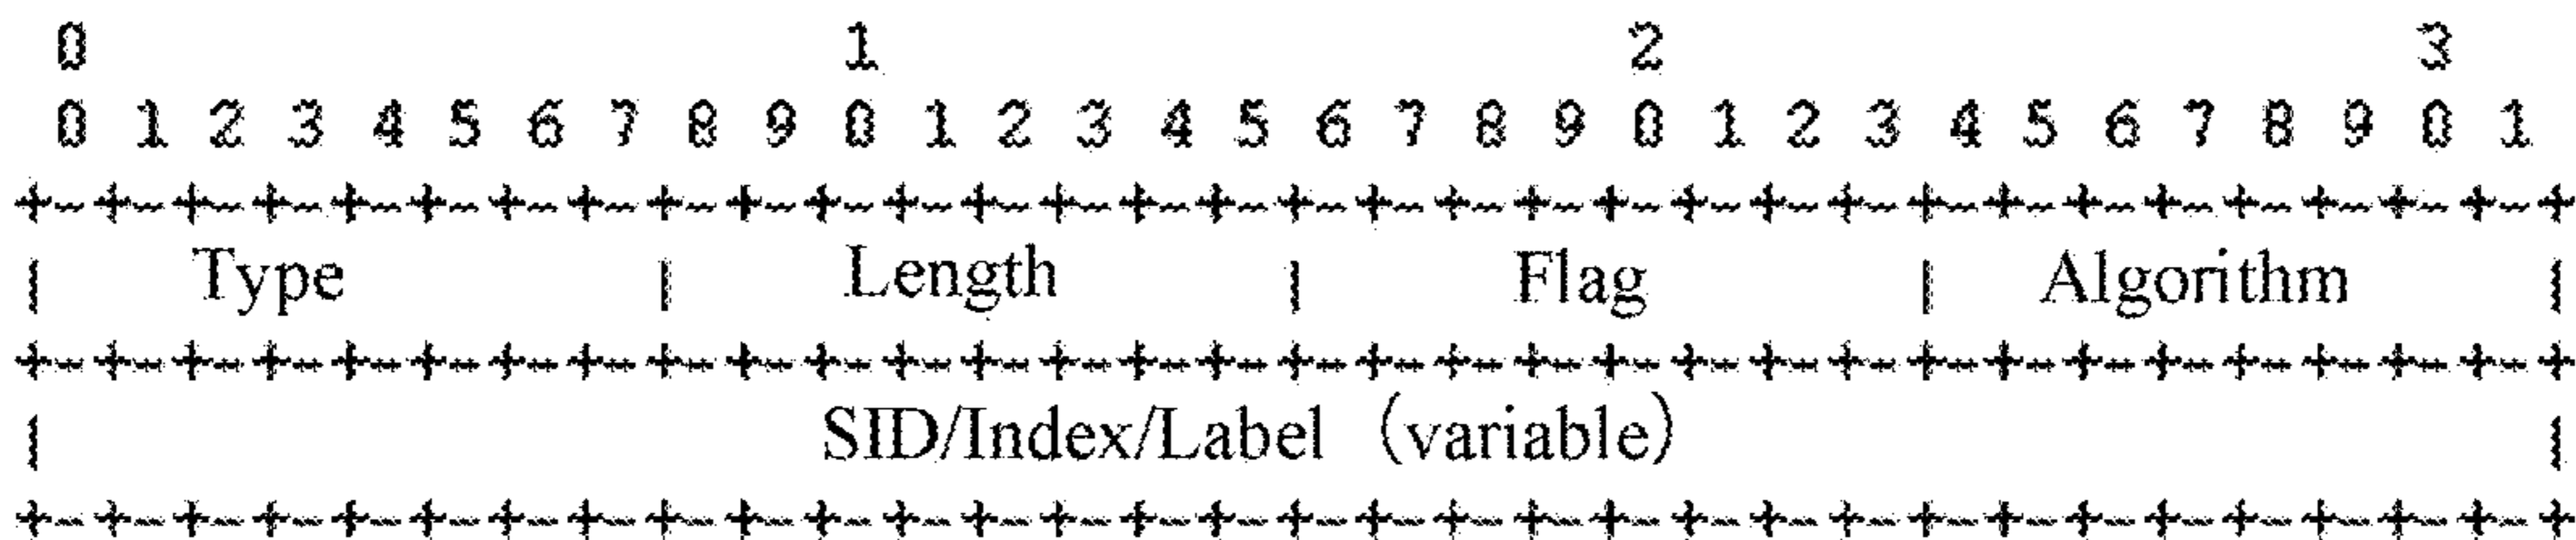 0 1 2 3
0 1 2 3 4 5 6 7 8 9 0 1 2 3 4 5 6 7 8 9 0 1 2 3 4 5 6 7 8 9 0 1
+-+-+-+-+-+-+-+-+-+-+-+-+-+-+-+-+-+-+-+-+-+-+-+-+-+-+-+-+-+-+-+-+
| Type | Length | Flag | Algorithm |
+-+-+-+-+-+-+-+-+-+-+-+-+-+-+-+-+-+-+-+-+-+-+-+-+-+-+-+-+-+-+-+-+
| SID/Index/Label (variable) |
+-+-+-+-+-+-+-+-+-+-+-+-+-+-+-+-+-+-+-+-+-+-+-+-+-+-+-+-+-+-+-+-+